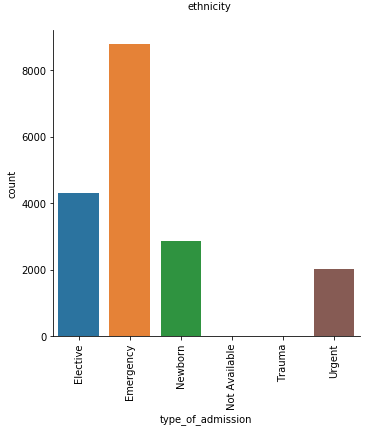 ethnicity
8000
6000
4000
2000
0
count
Elective
Emergency
Newborn
Not Available
Trauma
Urgent
type_of_admission